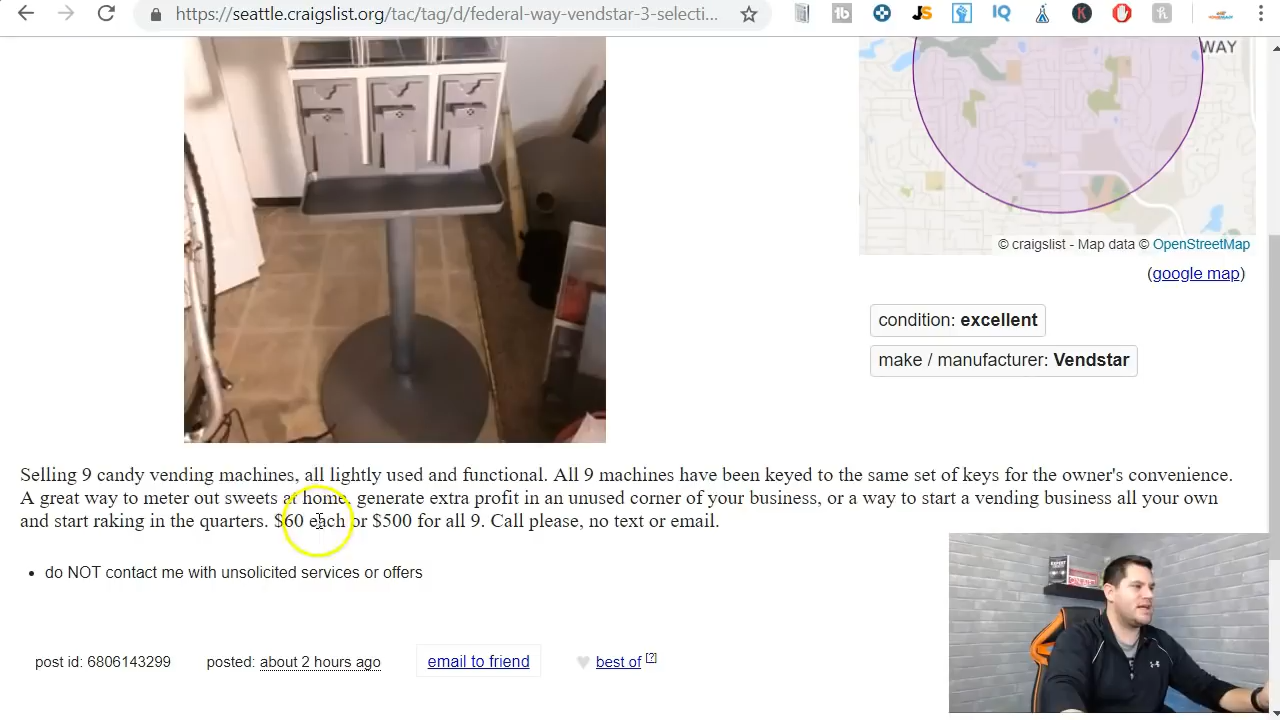 https://seattle.craigslist.org/tac/tag/d/federal-way-vendstar-3-selecti...
WAY
© craigslist - Map data © OpenStreetMap
(google map)
condition: excellent
make / manufacturer: Vendstar
Selling 9 candy vending machines, all lightly used and functional. All 9 machines have been keyed to the same set of keys for the owner's convenience.
A great way to meter out sweets at home, generate extra profit in an unused corner of your business, or a way to start a vending business all your own
and start raking in the quarters. $60 each or $500 for all 9. Call please, no text or email.
• do NOT contact me with unsolicited services or offers
post id: 6806143299 posted: about 2 hours ago email to friend best of [?]